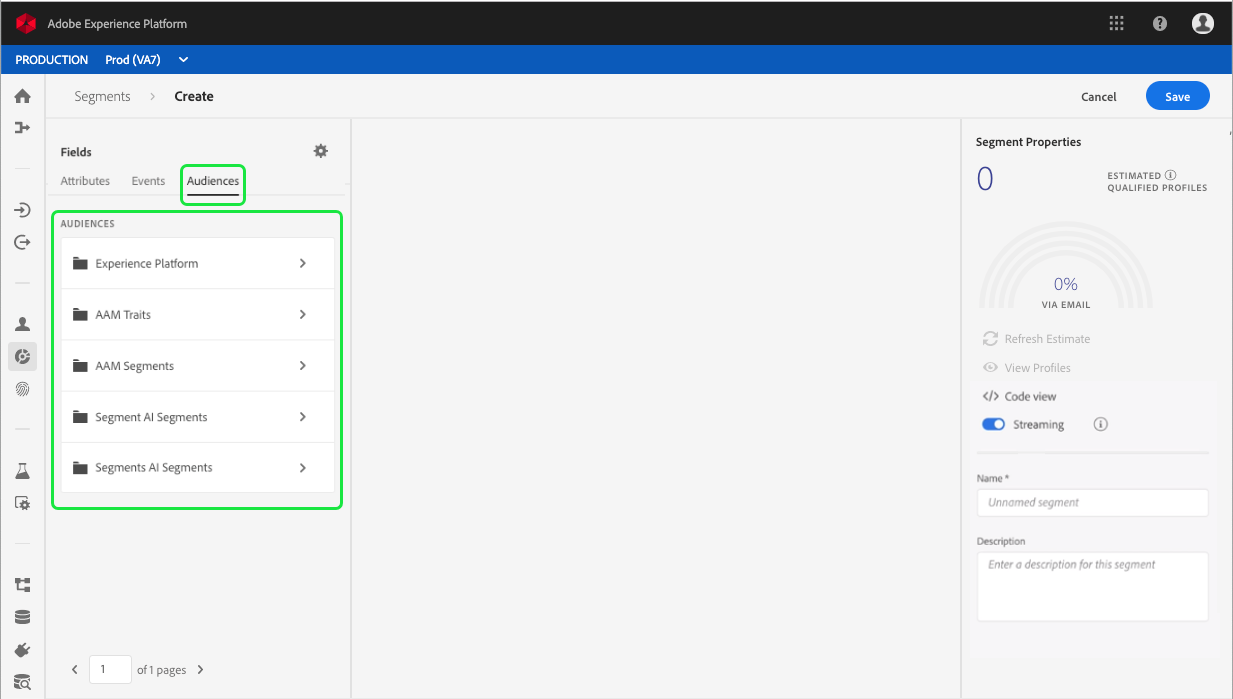 Adobe Experience Platform
PRODUCTION Prod (VA7)
Segments > Create
Cancel
Save
Fields
Attributes Events Audiences
AUDIENCES
Experience Platform
AAM Traits
AAM Segments
Segment AI Segments
Segments AI Segments
1 of 1 pages
Segment Properties
0
ESTIMATED
QUALIFIED PROFILES
0%
VIA EMAIL
Refresh Estimate
View Profiles
</> Code view
Streaming
Name *
Unnamed segment
Description
Enter a description for this segment